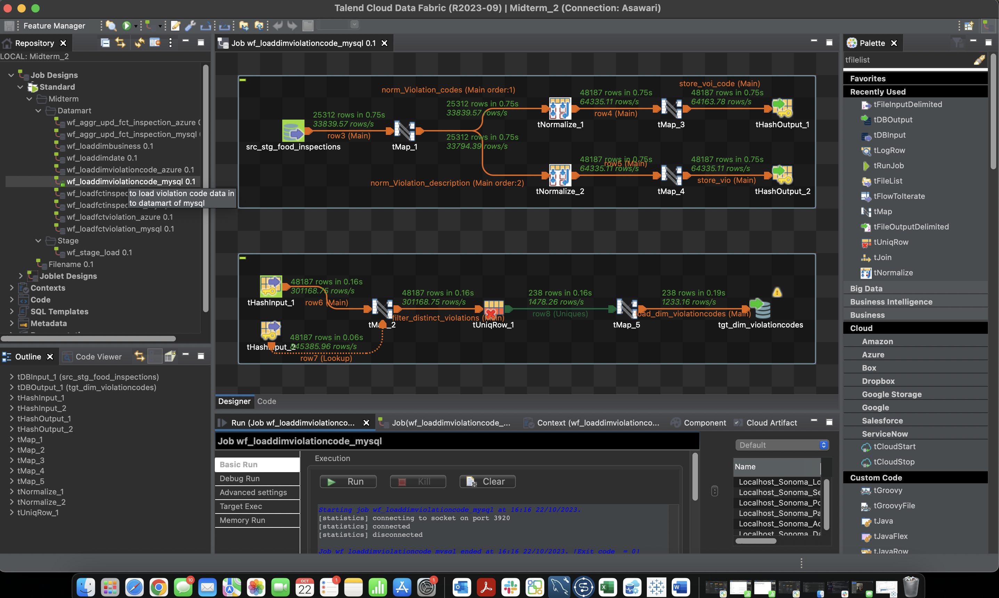 Talend Cloud Data Fabric (R2023-09) | Midterm_2 (Connection: Asawari)
Feature Manager
Repository
LOCAL: Midterm_2
Job Designs
Standard
Midterm
Datamart
wf_aggr_upd_fct_inspection_azure
wf_aggr_upd_fct_inspection_mysql
wf_loaddimbusiness 0.1
wf_loaddimdate 0.1
wf_loaddimviolationcode_azure 0.1
wf_loaddimviolationcode_mysql 0.1
wf_loadfctinspec
wf_loadfctinspec
to load violation code data in
to datamart of mysql
wf_loadfctviolation_azure 0.1
wf_loadfctviolation_mysql 0.1
Stage
wf_stage_load 0.1
Filename 0.1
Joblet Designs
Contexts
Code
SQL Templates
Metadata
Outline
Code Viewer
tDBInput_1 (src_stg_food_inspections)
tDBOutput_1 (tgt_dim_violationcodes)
tHashInput_1
tHashInput_2
tHashOutput_1
tHashOutput_2
tMap_1
tMap_2
tMap_3
tMap_4
tMap_5
tNormalize_1
tNormalize_2
tUniqRow_1
Job wf_loaddimviolationcode_mysql 0.1
norm_Violation_codes (Main order:1)
store_voi_code (Main)
48187 rows in 0.75s
64335.11 rows/s
row4 (Main)
48187 rows in 0.75s
64163.78 rows/s
25312 rows in 0.75s
33839.57 rows/s
25312 rows in 0.75s
33839.57 rows/s
row3 (Main)
tNormalize_1
tMap_3
tHashOutput_1
src_stg_food_inspections
tMap_1
25312 rows in 0.75s
33794.39 rows/s
48187 rows in 0.75s
row5 (Main)
64335.11 rows/s
48187 rows in 0.75s
64335.11 rows/s
store_vio (Main)
norm_Violation_description (Main order:2)
tNormalize_2
tMap_4
tHashOutput_2
48187 rows in 0.16s
301168.75 rows/s
row6 (Main)
tHashInput_1
48187 rows in 0.16s
301168.75 rows/s
filter_distinct_violations (Main)
238 rows in 0.16s
1478.26 rows/s
row8 (Uniques)
238 rows in 0.19s
1233.16 rows/s
load_dim_violationcodes (Main)
tMap_2
tUniqRow_1
tMap_5
tgt_dim_violationcodes
48187 rows in 0.06s
845385.96 rows/s
tHashInput_2
row7 (Lookup)
Designer
Code
Run (Job wf_loaddimviolationco...
Job(wf_loaddimviolationcode_...
Context (wf_loaddimviolationco...
Component
Cloud Artifact
Job wf_loaddimviolationcode_mysql
Basic Run
Debug Run
Advanced settings
Target Exec
Memory Run
Execution
Run
Kill
Clear
Starting job wf_loaddimviolationcode_mysql at 16:16 22/10/2023.
[statistics] connecting to socket on port 3920
[statistics] connected
[statistics] disconnected
Job wf_loaddimviolationcode_mysql ended at 16:16 22/10/2023. [Exit code = 0]
Default
Name
Localhost_Sonoma_Lo
Localhost_Sonoma_Se
Localhost_Sonoma_Po
Localhost_Sonoma_Pa
Localhost_Sonoma_Ad
Localhost_Sonoma_Da
Palette
tfilelist
Favorites
Recently Used
tFileInputDelimited
tDBOutput
tDBInput
tLogRow
tRunJob
tFileList
tFlowToIterate
tMap
tFileOutputDelimited
tUniqRow
tJoin
tNormalize
Big Data
Business Intelligence
Business
Cloud
Amazon
Azure
Box
Dropbox
Google Storage
Google
Salesforce
ServiceNow
tCloudStart
tCloudStop
Custom Code
tGroovy
tGroovyFile
tJava
tJavaFlex
tJavaRow
10
OCT
22
1
1